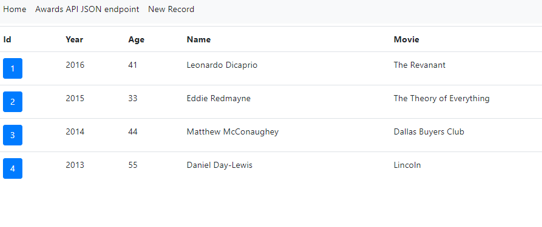 Home Awards API JSON endpoint New Record
Id Year Age Name Movie
1 2016 41 Leonardo Dicaprio The Revanant
2 2015 33 Eddie Redmayne The Theory of Everything
3 2014 44 Matthew McConaughey Dallas Buyers Club
4 2013 55 Daniel Day-Lewis Lincoln